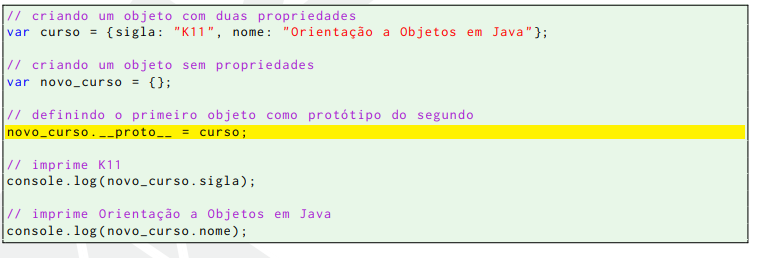 // criando um objeto com duas propriedades
var curso = {sigla: "K11", nome: "Orientação a Objetos em Java"};
// criando um objeto sem propriedades
var novo_curso = {};
// definindo o primeiro objeto como protótipo do segundo
novo_curso.__proto__ = curso;
// imprime K11
console.log(novo_curso.sigla);
// imprime Orientação a Objetos em Java
console.log(novo_curso.nome);